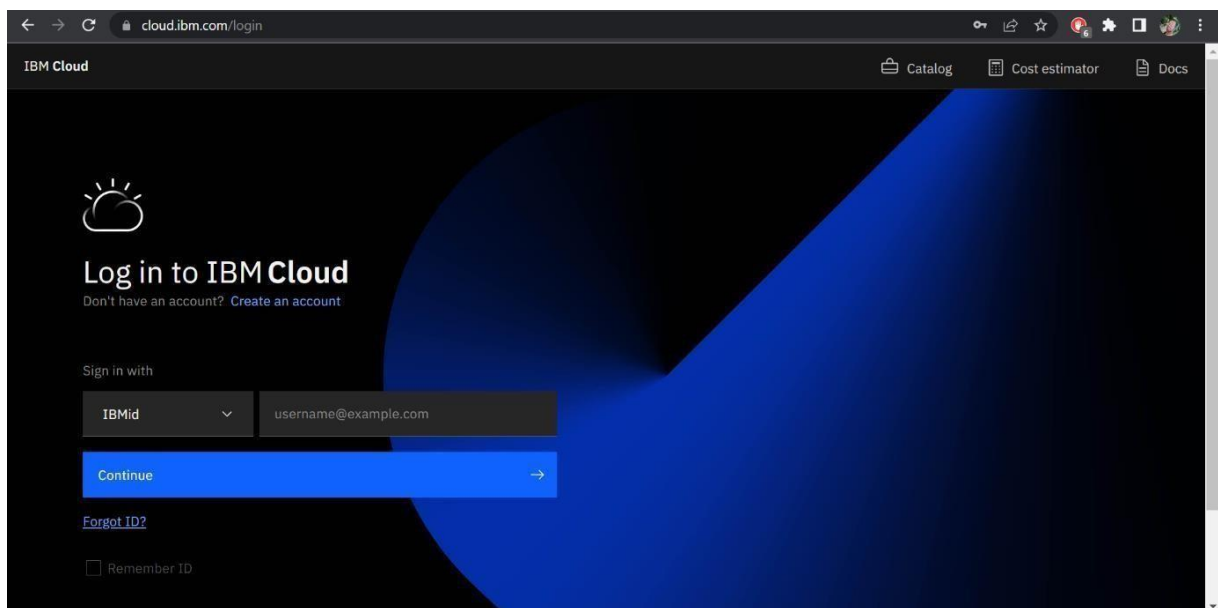 cloud.ibm.com/login
6
IBM Cloud
Catalog
Cost estimator
Docs
Log in to IBM Cloud
Don't have an account? Create an account
Sign in with
IBMid
username@example.com
Continue
Forgot ID?
Remember ID